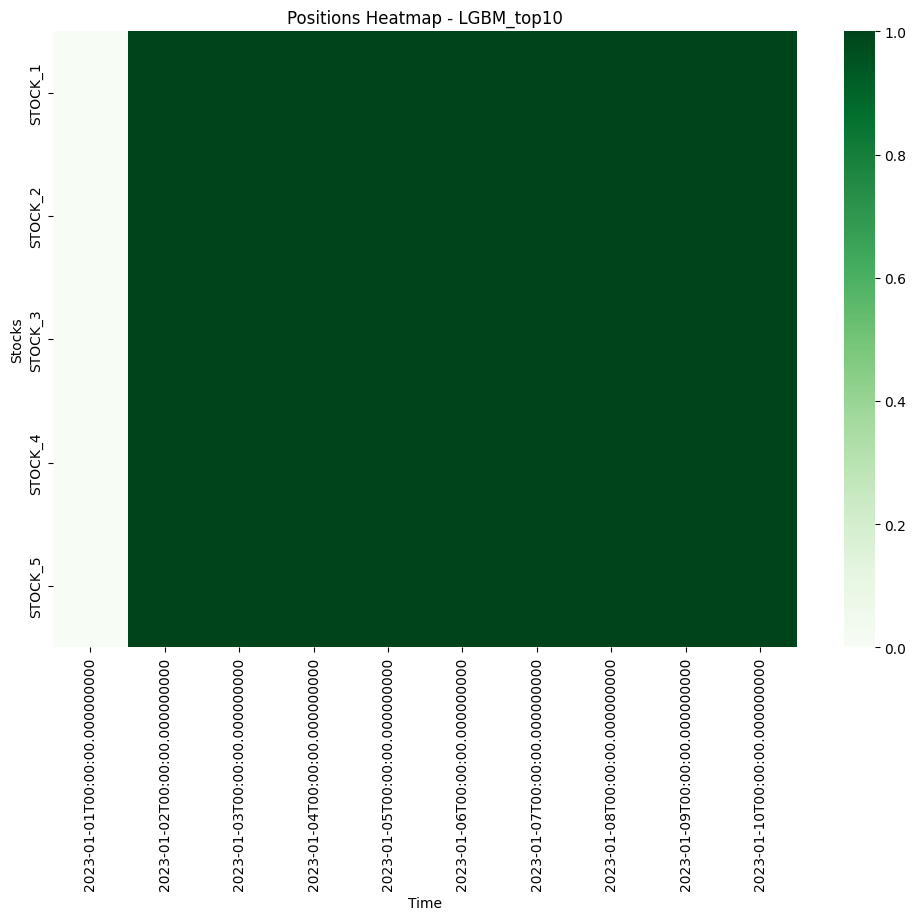 Positions Heatmap - LGBM_top10
Stocks
STOCK_1
STOCK_2
STOCK_3
STOCK_4
STOCK_5
1.0
0.8
0.6
0.4
0.2
0.0
2023-01-01T00:00:00.000000000
2023-01-02T00:00:00.000000000
2023-01-03T00:00:00.000000000
2023-01-04T00:00:00.000000000
2023-01-05T00:00:00.000000000
2023-01-06T00:00:00.000000000
2023-01-07T00:00:00.000000000
2023-01-08T00:00:00.000000000
2023-01-09T00:00:00.000000000
2023-01-10T00:00:00.000000000
Time